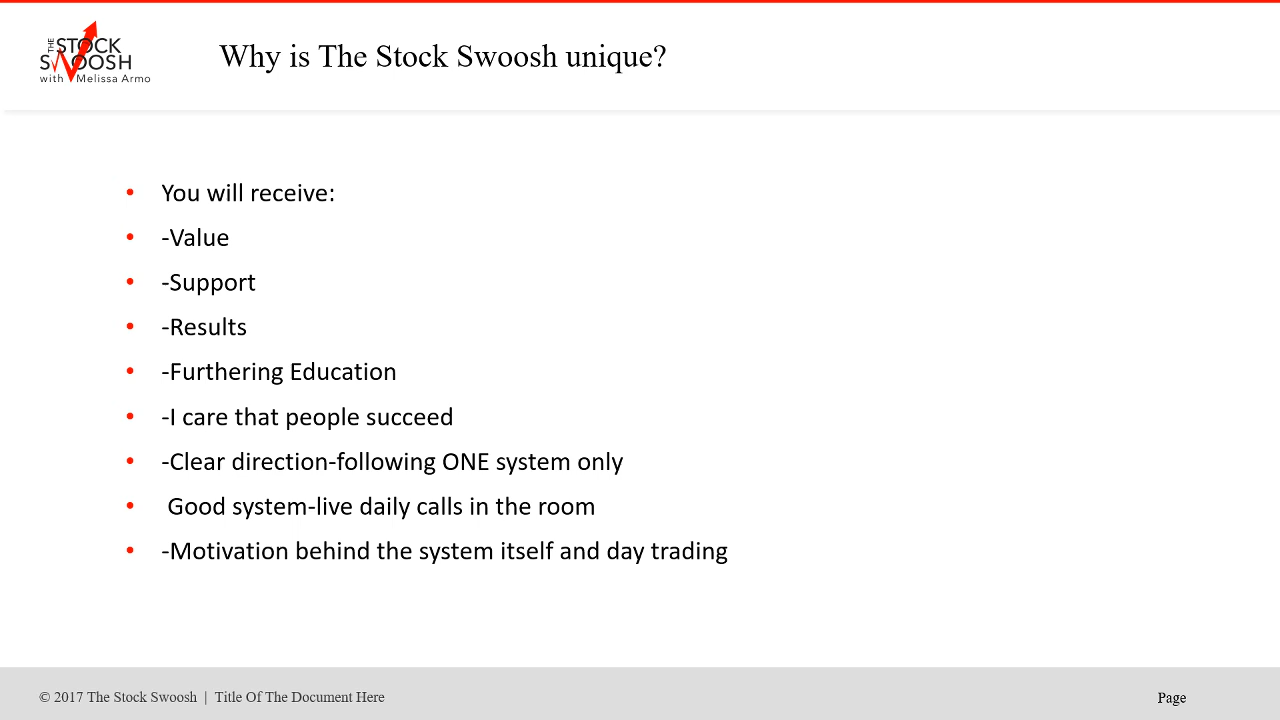 THE STOCK
SWOOSH
with Melissa Armo
Why is The Stock Swoosh unique?
• You will receive:
• -Value
• -Support
• -Results
• -Furthering Education
• -I care that people succeed
• -Clear direction-following ONE system only
• Good system-live daily calls in the room
• -Motivation behind the system itself and day trading
© 2017 The Stock Swoosh | Title Of The Document Here
Page